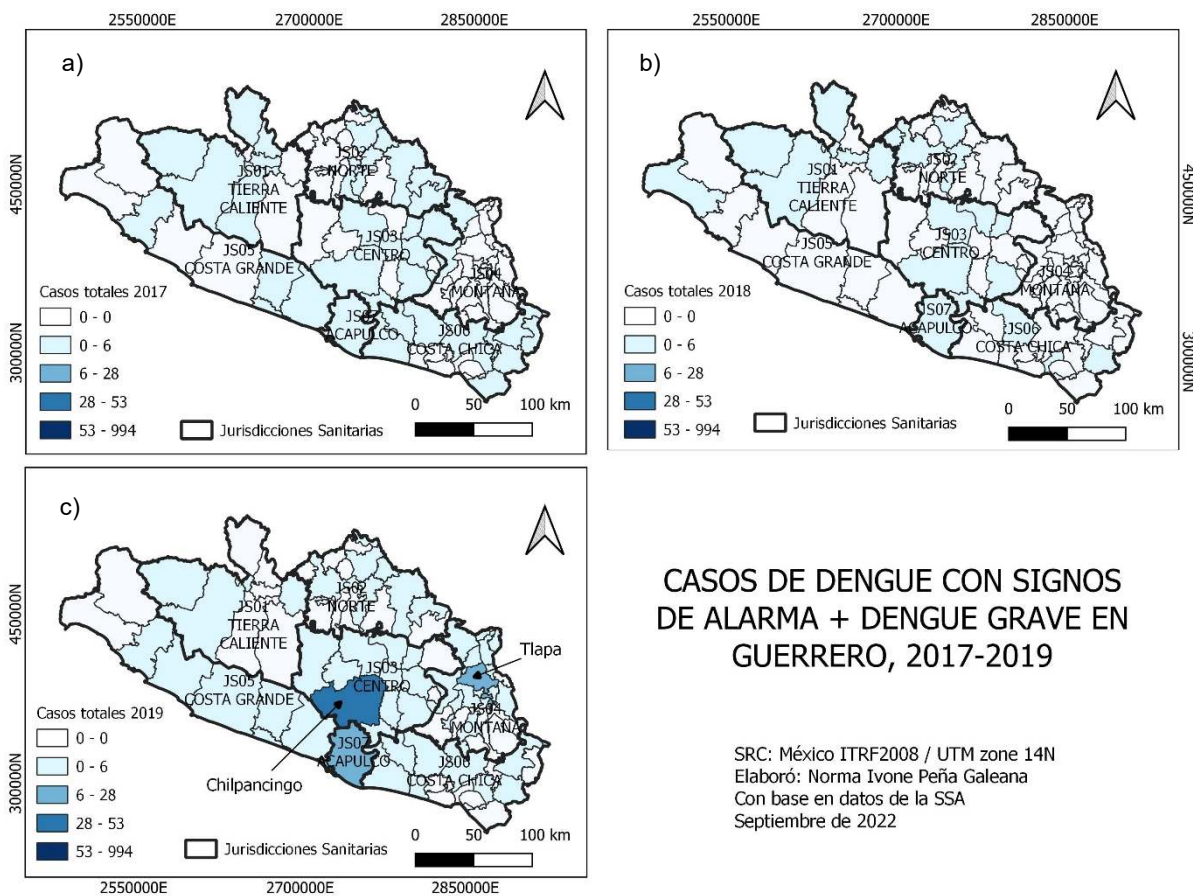 2550000E 2700000E 2850000E 2550000E 2700000E 2850000E
a)
JS02
NORTE
JS01
TIERRA
CALIENTE
JS03
CENTRO
JS05
COSTA GRANDE
JS04
MONTAÑA
JS07
ACAPULCO
JS06
COSTA CHICA
450000N
300000N
Casos totales 2017
0 - 0
0 - 6
6 - 28
28 - 53
53 - 994
Jurisdicciones Sanitarias
0 50 100 km
b)
JS02
NORTE
JS01
TIERRA
CALIENTE
JS03
CENTRO
JS05
COSTA GRANDE
JS04
MONTAÑA
JS07
ACAPULCO
JS06
COSTA CHICA
450000N
300000N
Casos totales 2018
0 - 0
0 - 6
6 - 28
28 - 53
53 - 994
Jurisdicciones Sanitarias
0 50 100 km
c)
JS02
NORTE
JS01
TIERRA
CALIENTE
Tlapa
JS03
CENTRO
JS05
COSTA GRANDE
JS04
MONTAÑA
JS07
ACAPULCO
JS06
COSTA CHICA
Chilpancingo
450000N
300000N
Casos totales 2019
0 - 0
0 - 6
6 - 28
28 - 53
53 - 994
Jurisdicciones Sanitarias
0 50 100 km
2550000E 2700000E 2850000E
CASOS DE DENGUE CON SIGNOS
DE ALARMA + DENGUE GRAVE EN
GUERRERO, 2017-2019
SRC: México ITRF2008 / UTM zone 14N
Elaboró: Norma Ivone Peña Galeana
Con base en datos de la SSA
Septiembre de 2022